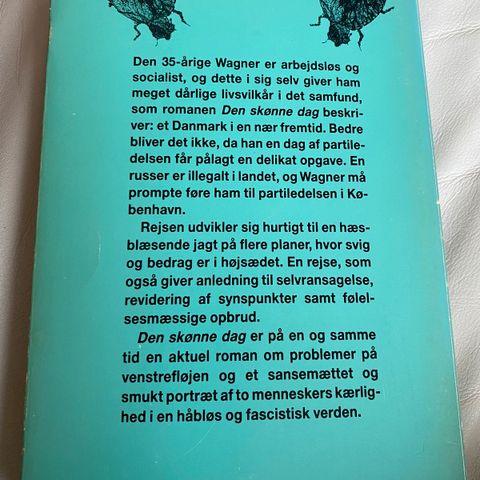 Den 35-årige Wagner er arbejdsløs og
socialist, og dette i sig selv giver ham
meget dårlige livsvilkår i det samfund,
som romanen Den skønne dag beskri-
ver: et Danmark i en nær fremtid. Bedre
bliver det ikke, da han en dag af partile-
delsen får pålagt en delikat opgave. En
russer er illegalt i landet, og Wagner må
prompte føre ham til partiledelsen i Kø-
benhavn.
Rejsen udvikler sig hurtigt til en hæs-
blæsende jagt på flere planer, hvor svig
og bedrag er i højsædet. En rejse, som
også giver anledning til selvransagelse,
revidering af synspunkter samt følel-
sesmæssige opbrud.
Den skønne dag er på en og samme
tid en aktuel roman om problemer på
venstrefløjen og et sansemættet og
smukt portræt af to menneskers kærlig-
hed i en håbløs og fascistisk verden.